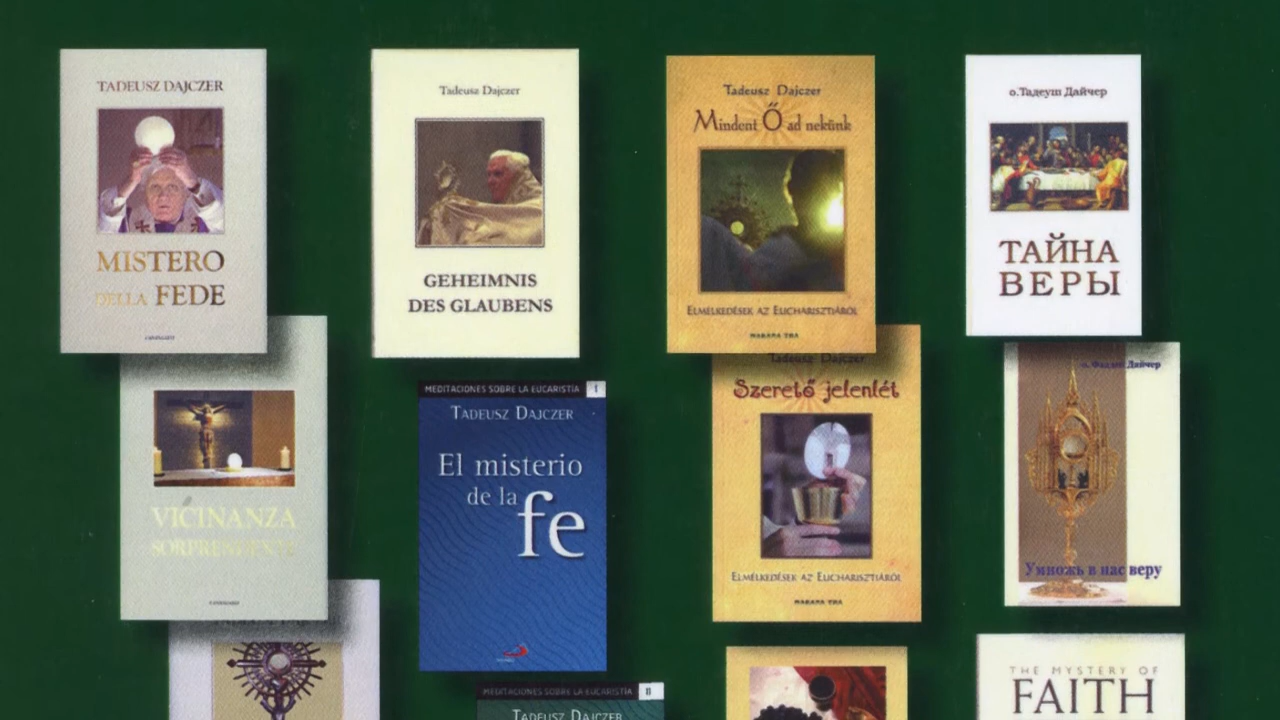 TADEUSZ DAJCZER
MISTERO
DELLA FEDE
Tadeusz Dajczer
GEHEIMNIS
DES GLAUBENS
Tadeusz Dajczer
Mindent Ő ad nekünk
ELMÉLKEDÉSEK AZ EUCHARISZTIÁRÓL
MARANA THA
о.Тадеуш Дайчер
ТАЙНА
ВЕРЫ
VICINANZA
SORPRENDENTE
MEDITACIONES SOBRE LA EUCARISTÍA I
TADEUSZ DAJCZER
El misterio
de la
fe
Tadeusz Dajczer
Szerető jelenlét
ELMÉLKEDÉSEK AZ EUCHARISZTIÁRÓL
MARANA THA
о. Фаддей Дайчер
Умножь в нас веру
MEDITACIONES SOBRE LA EUCARISTÍA II
TADEUSZ DAJCZER
THE MYSTERY OF
FAITH